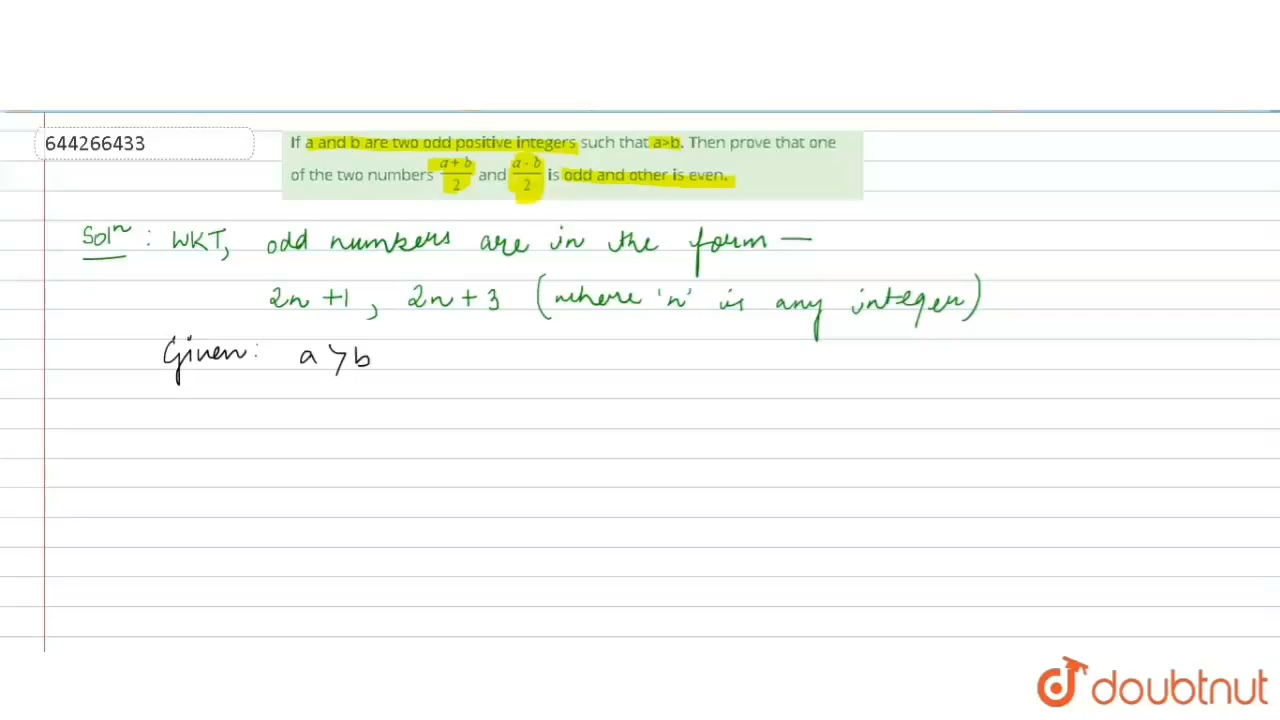 644266433
If a and b are two odd positive integers such that a>b. Then prove that one
of the two numbers (a + b)/2 and (a - b)/2 is odd and other is even.
Solⁿ : WKT, odd numbers are in the form —
2n +1 , 2n + 3 (where 'n' is any integer)
Given: a > b
doubtnut